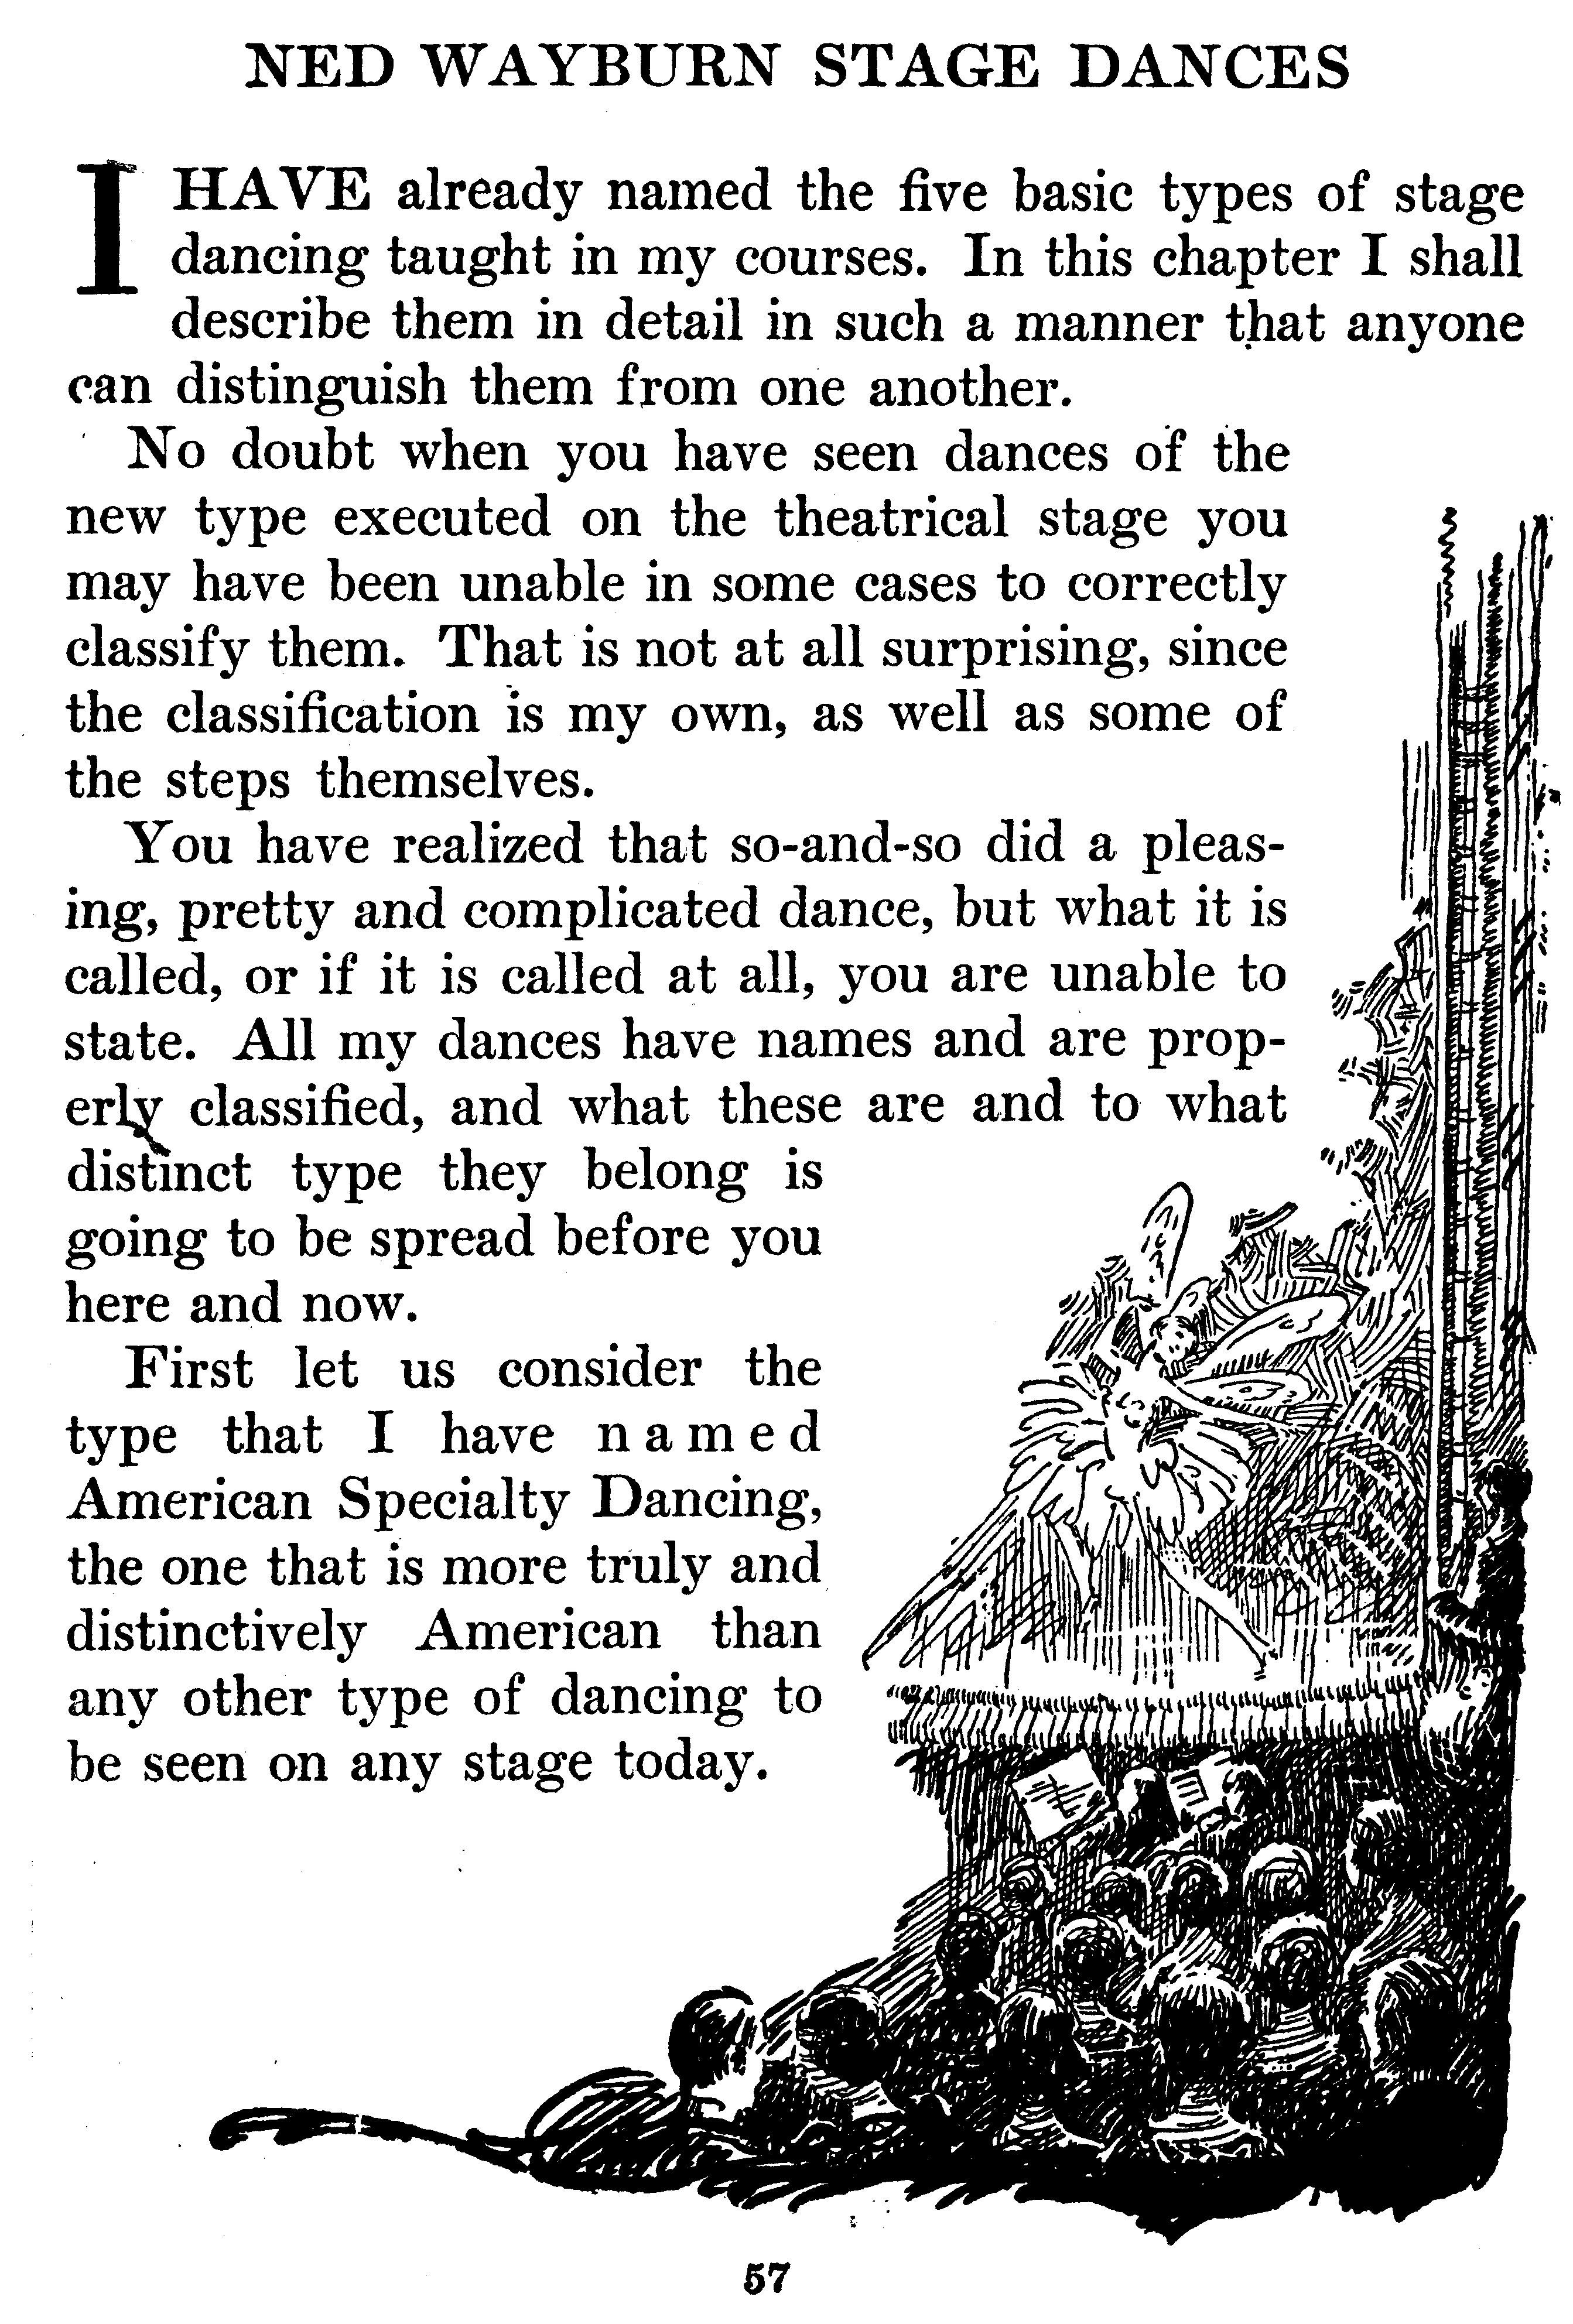 NED WAYBURN STAGE DANCES
I HAVE already named the five basic types of stage
dancing taught in my courses. In this chapter I shall
describe them in detail in such a manner that anyone
can distinguish them from one another.
No doubt when you have seen dances of the
new type executed on the theatrical stage you
may have been unable in some cases to correctly
classify them. That is not at all surprising, since
the classification is my own, as well as some of
the steps themselves.
You have realized that so-and-so did a pleas-
ing, pretty and complicated dance, but what it is
called, or if it is called at all, you are unable to
state. All my dances have names and are prop-
erly classified, and what these are and to what
distinct type they belong is
going to be spread before you
here and now.
First let us consider the
type that I have named
American Specialty Dancing,
the one that is more truly and
distinctively American than
any other type of dancing to
be seen on any stage today.
57